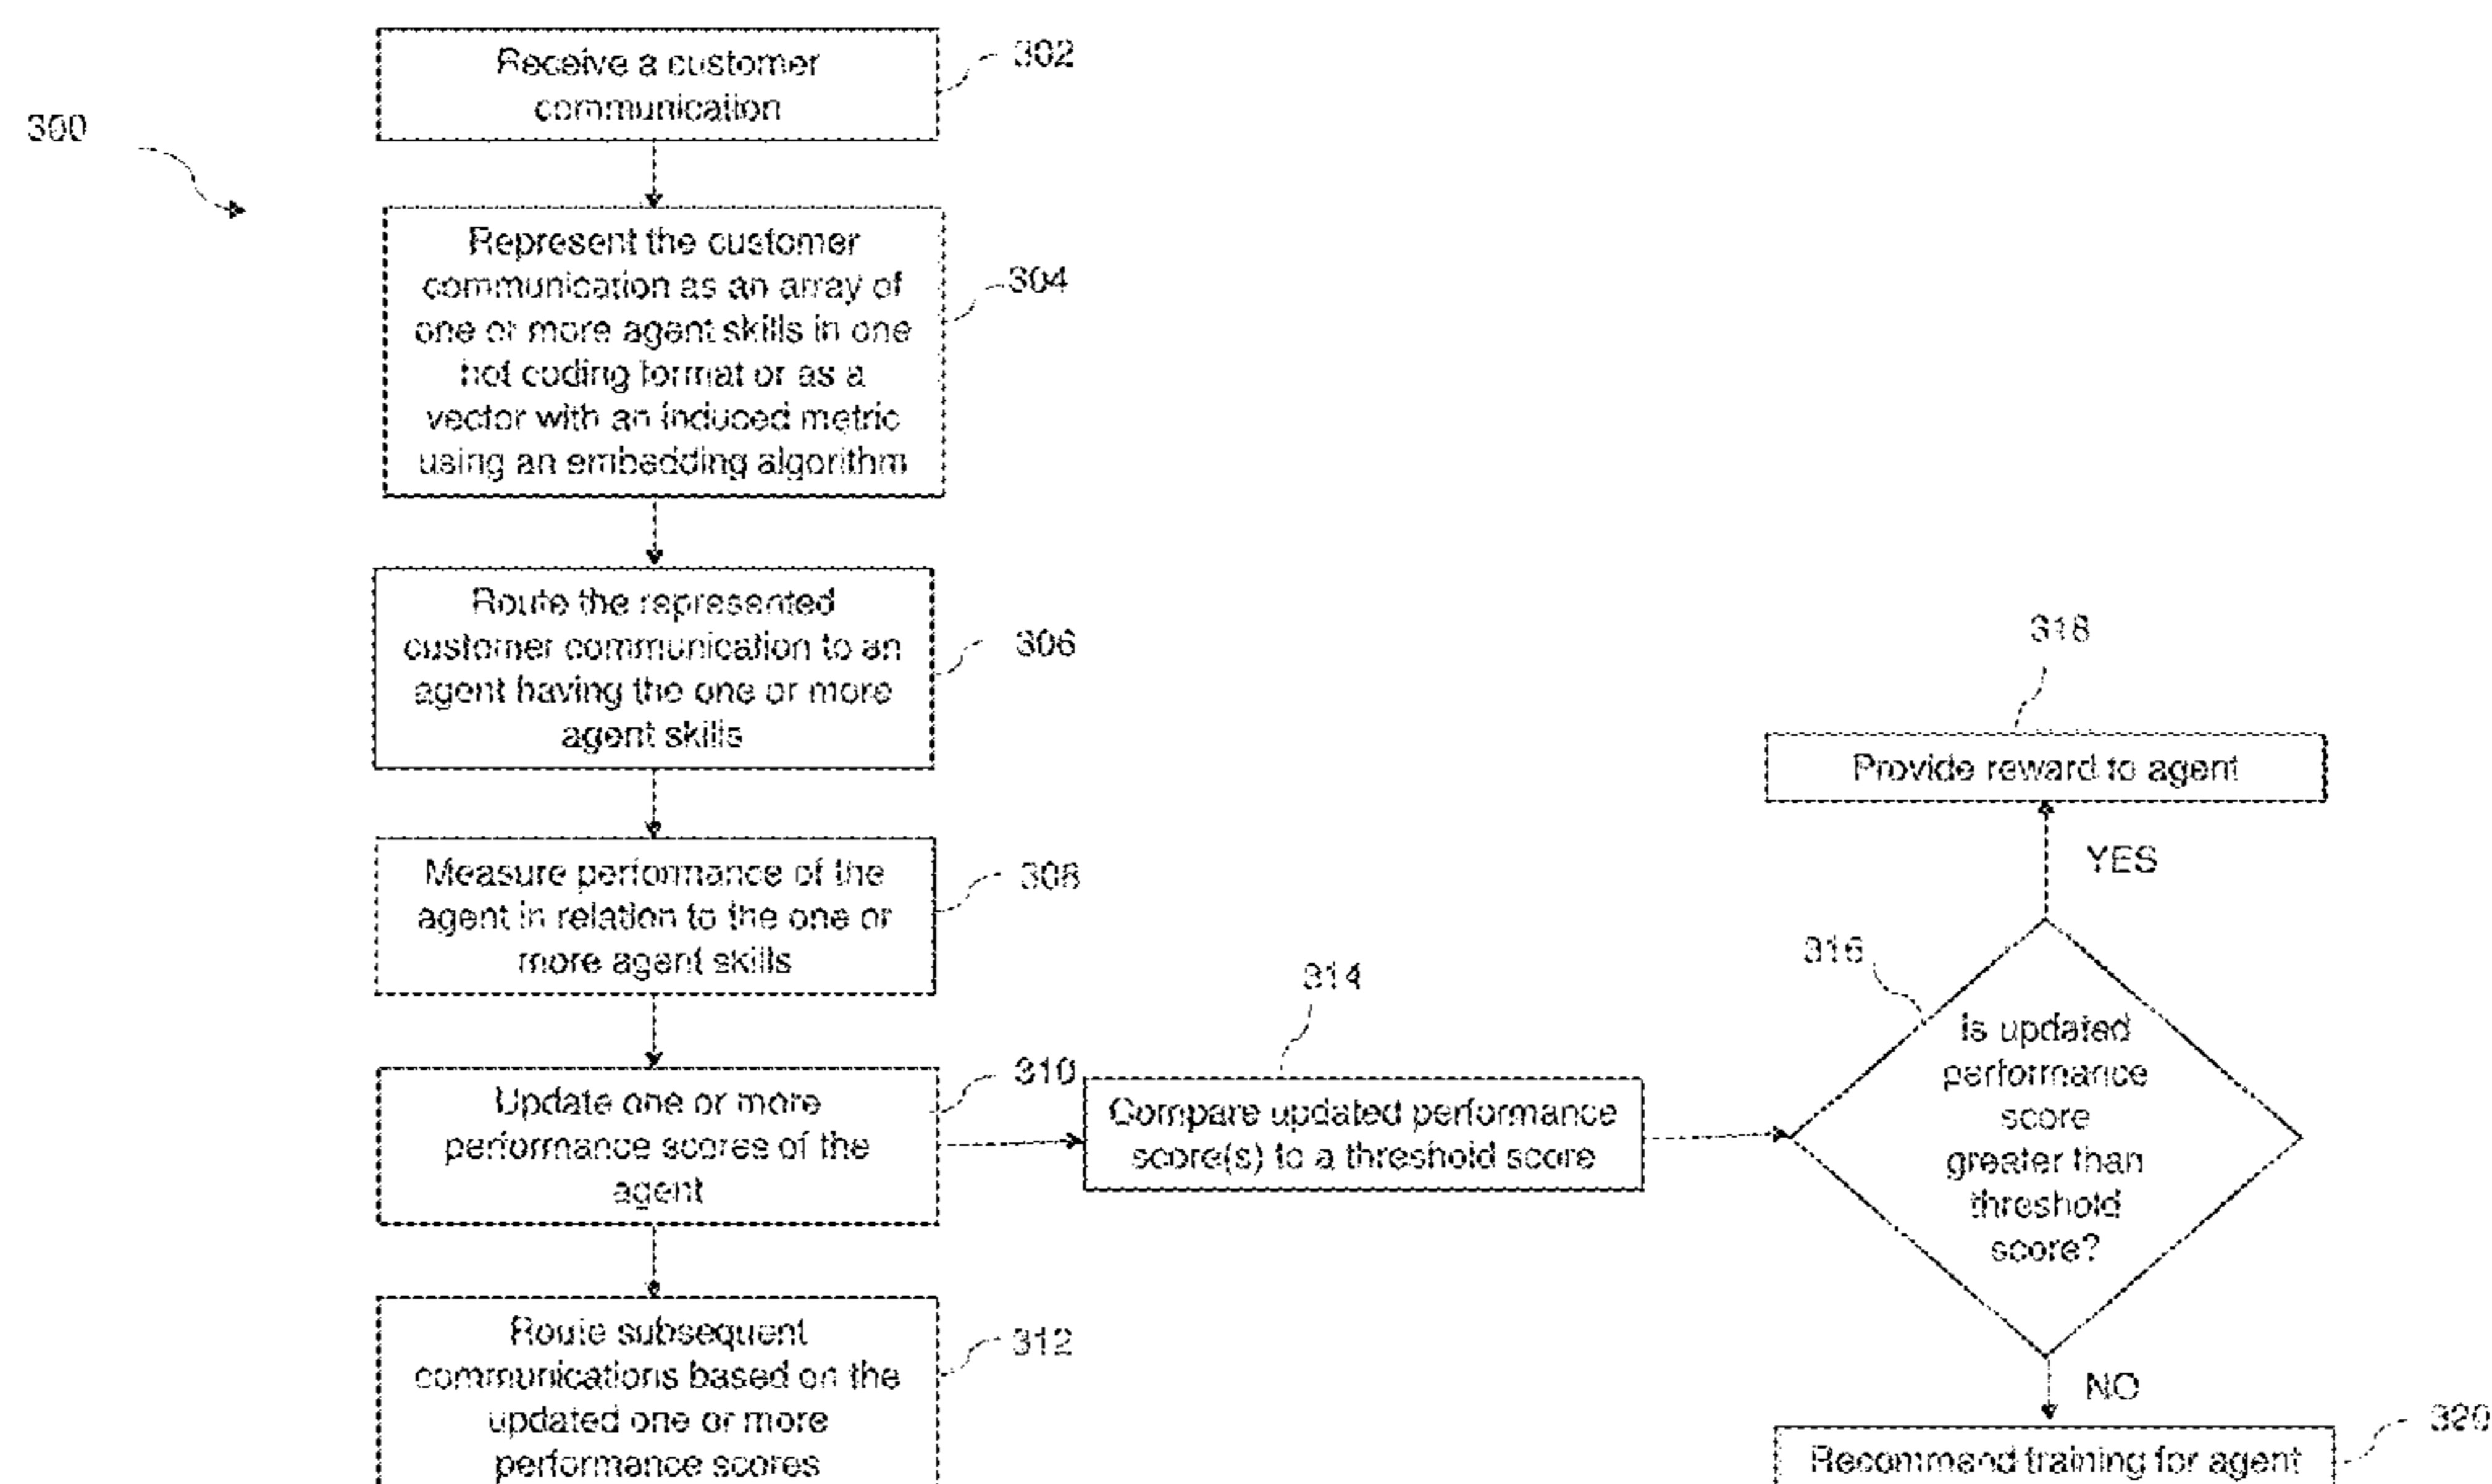 300
Receive a customer
communication
302
Represent the customer
communication as an array of
one or more agent skills in one
hot coding format or as a
vector with an induced metric
using an embedding algorithm
304
Route the represented
customer communication to an
agent having the one or more
agent skills
306
Measure performance of the
agent in relation to the one or
more agent skills
308
Update one or more
performance scores of the
agent
310
Route subsequent
communications based on the
updated one or more
performance scores
312
314
Compare updated performance
score(s) to a threshold score
316
Is updated
performance
score
greater than
threshold
score?
YES
318
Provide reward to agent
NO
320
Recommend training for agent